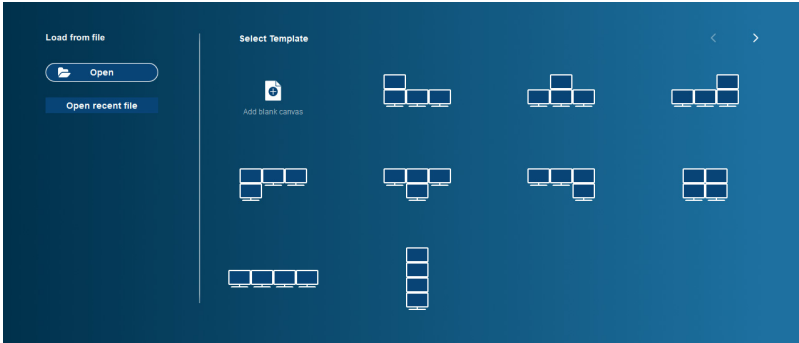 Load from file
Open
Open recent file
Select Template
Add blank canvas